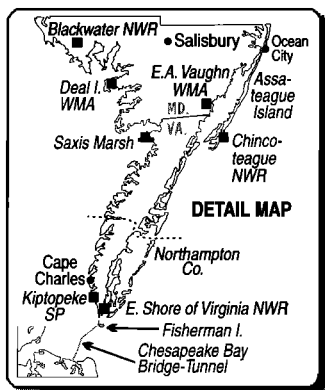 Blackwater NWR
Salisbury
Ocean
City
Deal I.
WMA
E.A. Vaughn
WMA
Assa-
teague
Island
MD.
VA.
Saxis Marsh
Chinco-
teague
NWR
DETAIL MAP
Northampton
Co.
Cape
Charles
Kiptopeke
SP
E. Shore of Virginia NWR
Fisherman I.
Chesapeake Bay
Bridge-Tunnel